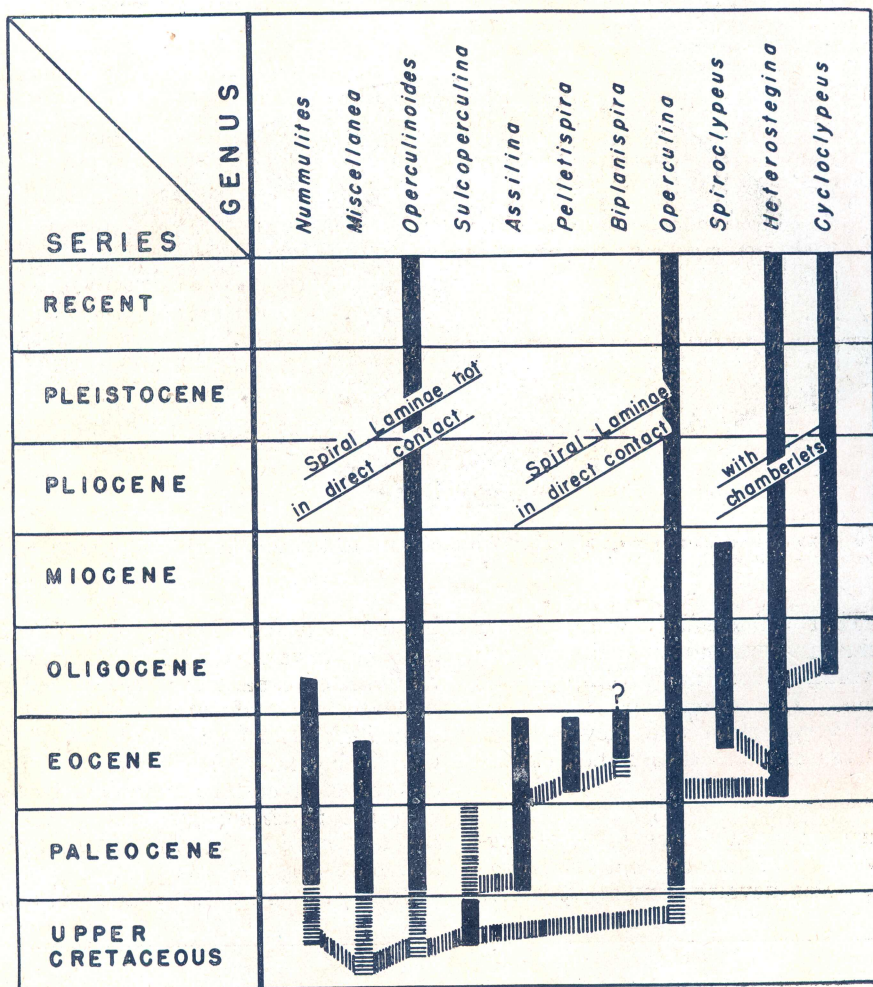 GENUS
SERIES
Nummulites
Miscellanea
Operculinoides
Sulcoperculina
Assilina
Pelletispira
Biplanispira
Operculina
Spiroclypeus
Heterostegina
Cycloclypeus
RECENT
PLEISTOCENE
PLIOCENE
MIOCENE
OLIGOCENE
EOCENE
PALEOCENE
UPPER
CRETACEOUS
Spiral Laminae not
in direct contact
Spiral Laminae
in direct contact
with
chamberlets
?